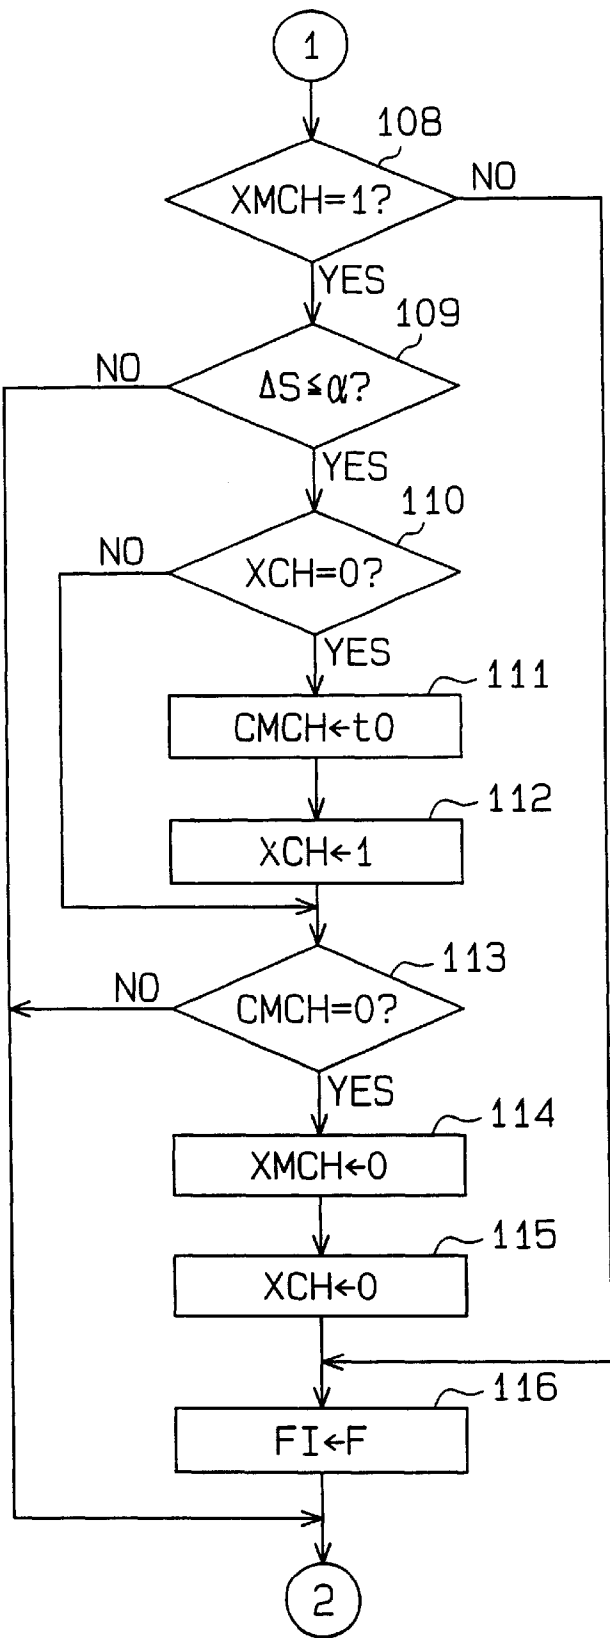 1
108
XMCH=1?
NO
YES
109
NO
ΔS≦α?
YES
110
NO
XCH=0?
YES
111
CMCH←t0
112
XCH←1
113
NO
CMCH=0?
YES
114
XMCH←0
115
XCH←0
116
FI←F
2